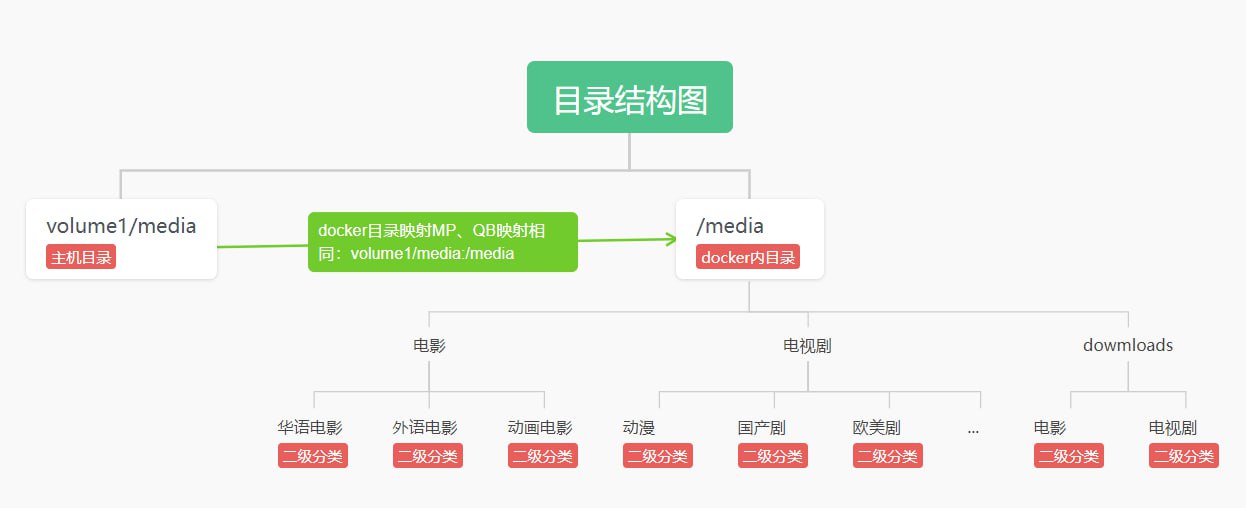 目录结构图
volume1/media
主机目录
docker目录映射MP、QB映射相
同：volume1/media:/media
/media
docker内目录
电影
电视剧
dowmloads
华语电影
二级分类
外语电影
二级分类
动画电影
二级分类
动漫
二级分类
国产剧
二级分类
欧美剧
二级分类
...
电影
二级分类
电视剧
二级分类